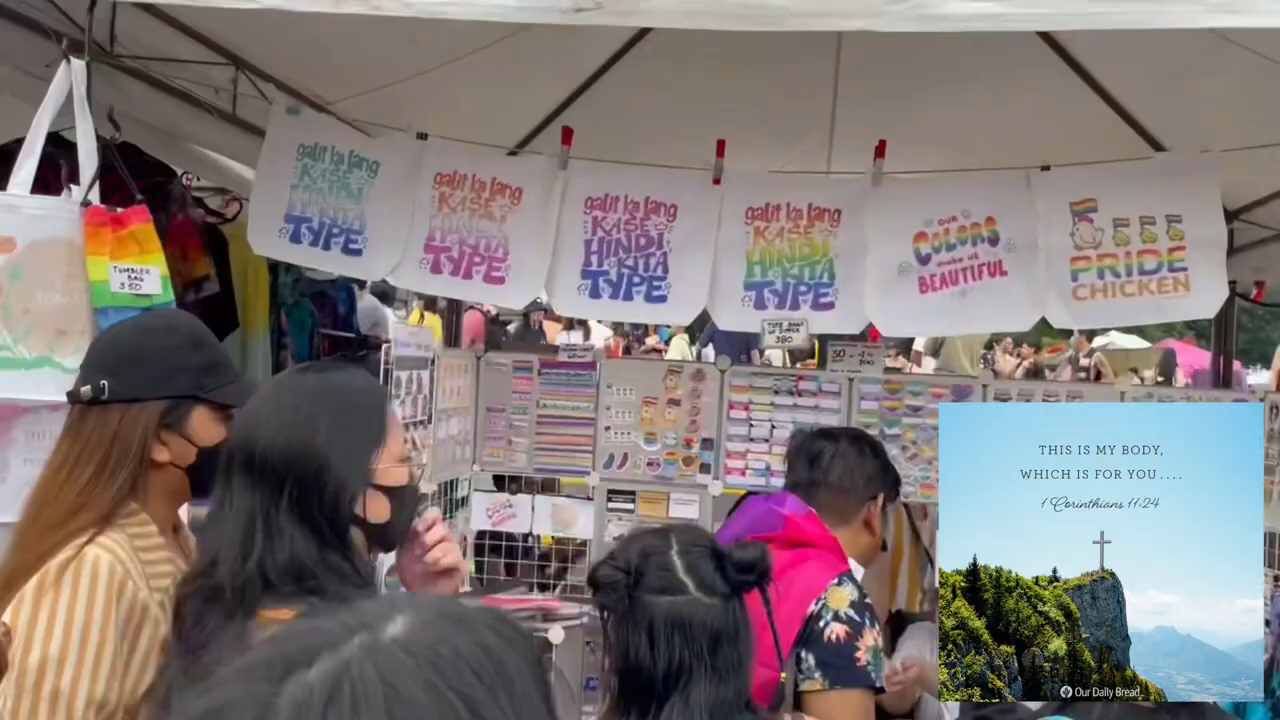 galit ka lang
KASE
HINDI
KITA
TYPE
galit ka lang
KASE
HINDI
KITA
TYPE
galit ka lang
KASE
HINDI
KITA
TYPE
galit ka lang
KASE
HINDI
KITA
TYPE
OUR
COLORS
make us
BEAUTIFUL
PRIDE
CHICKEN
TUMBLER
BAG
350
TOTE BAGS
W/ ZIPPER
380
THIS IS MY BODY,
WHICH IS FOR YOU....
1 Corinthians 11:24
Our Daily Bread